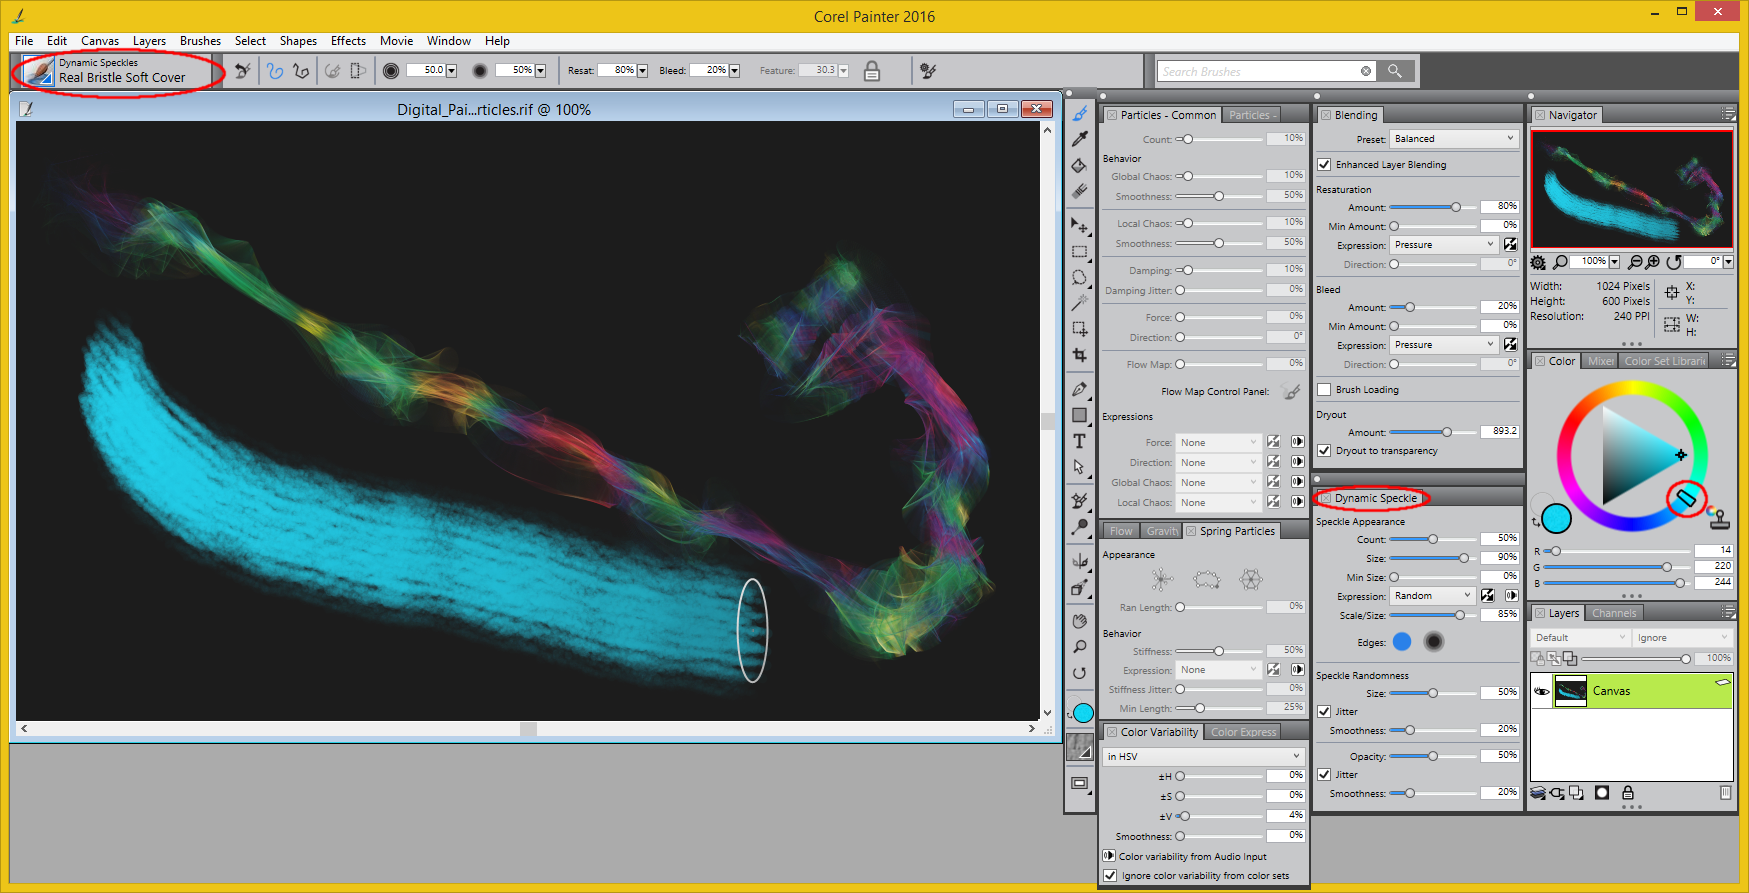 Corel Painter 2016
File Edit Canvas Layers Brushes Select Shapes Effects Movie Window Help
Dynamic Speckles
Real Bristle Soft Cover
50.0 50% Resat: 80% Bleed: 20% Feature: 30.3
Search Brushes
Digital_Pai...rticles.rif @ 100%
Particles - Common Particles -
Count: 10%
Behavior
Global Chaos: 10%
Smoothness: 50%
Local Chaos: 10%
Smoothness: 50%
Damping: 10%
Damping Jitter: 0%
Force: 0%
Direction: 0°
Flow Map: 0%
Flow Map Control Panel:
Expressions
Force: None
Direction: None
Global Chaos: None
Local Chaos: None
Flow Gravit Spring Particles
Appearance
Ran Length: 0%
Behavior
Stiffness: 50%
Expression: None
Stiffness Jitter: 0%
Min Length: 25%
Color Variability Color Express
in HSV
±H 0%
±S 0%
±V 4%
Smoothness: 0%
Color variability from Audio Input
Ignore color variability from color sets
Blending
Preset: Balanced
Enhanced Layer Blending
Resaturation
Amount: 80%
Min Amount: 0%
Expression: Pressure
Direction: 0°
Bleed
Amount: 20%
Min Amount: 0%
Expression: Pressure
Direction: 0°
Brush Loading
Dryout
Amount: 893.2
Dryout to transparency
Dynamic Speckle
Speckle Appearance
Count: 50%
Size: 90%
Min Size: 0%
Expression: Random
Scale/Size: 85%
Edges:
Speckle Randomness
Size: 50%
Jitter
Smoothness: 20%
Opacity: 50%
Jitter
Smoothness: 20%
Navigator
100% 0°
Width: 1024 Pixels X:
Height: 600 Pixels Y:
Resolution: 240 PPI W:
H:
Color Mixer Color Set Librari
R 14
G 220
B 244
Layers Channels
Default Ignore
100%
Canvas
T